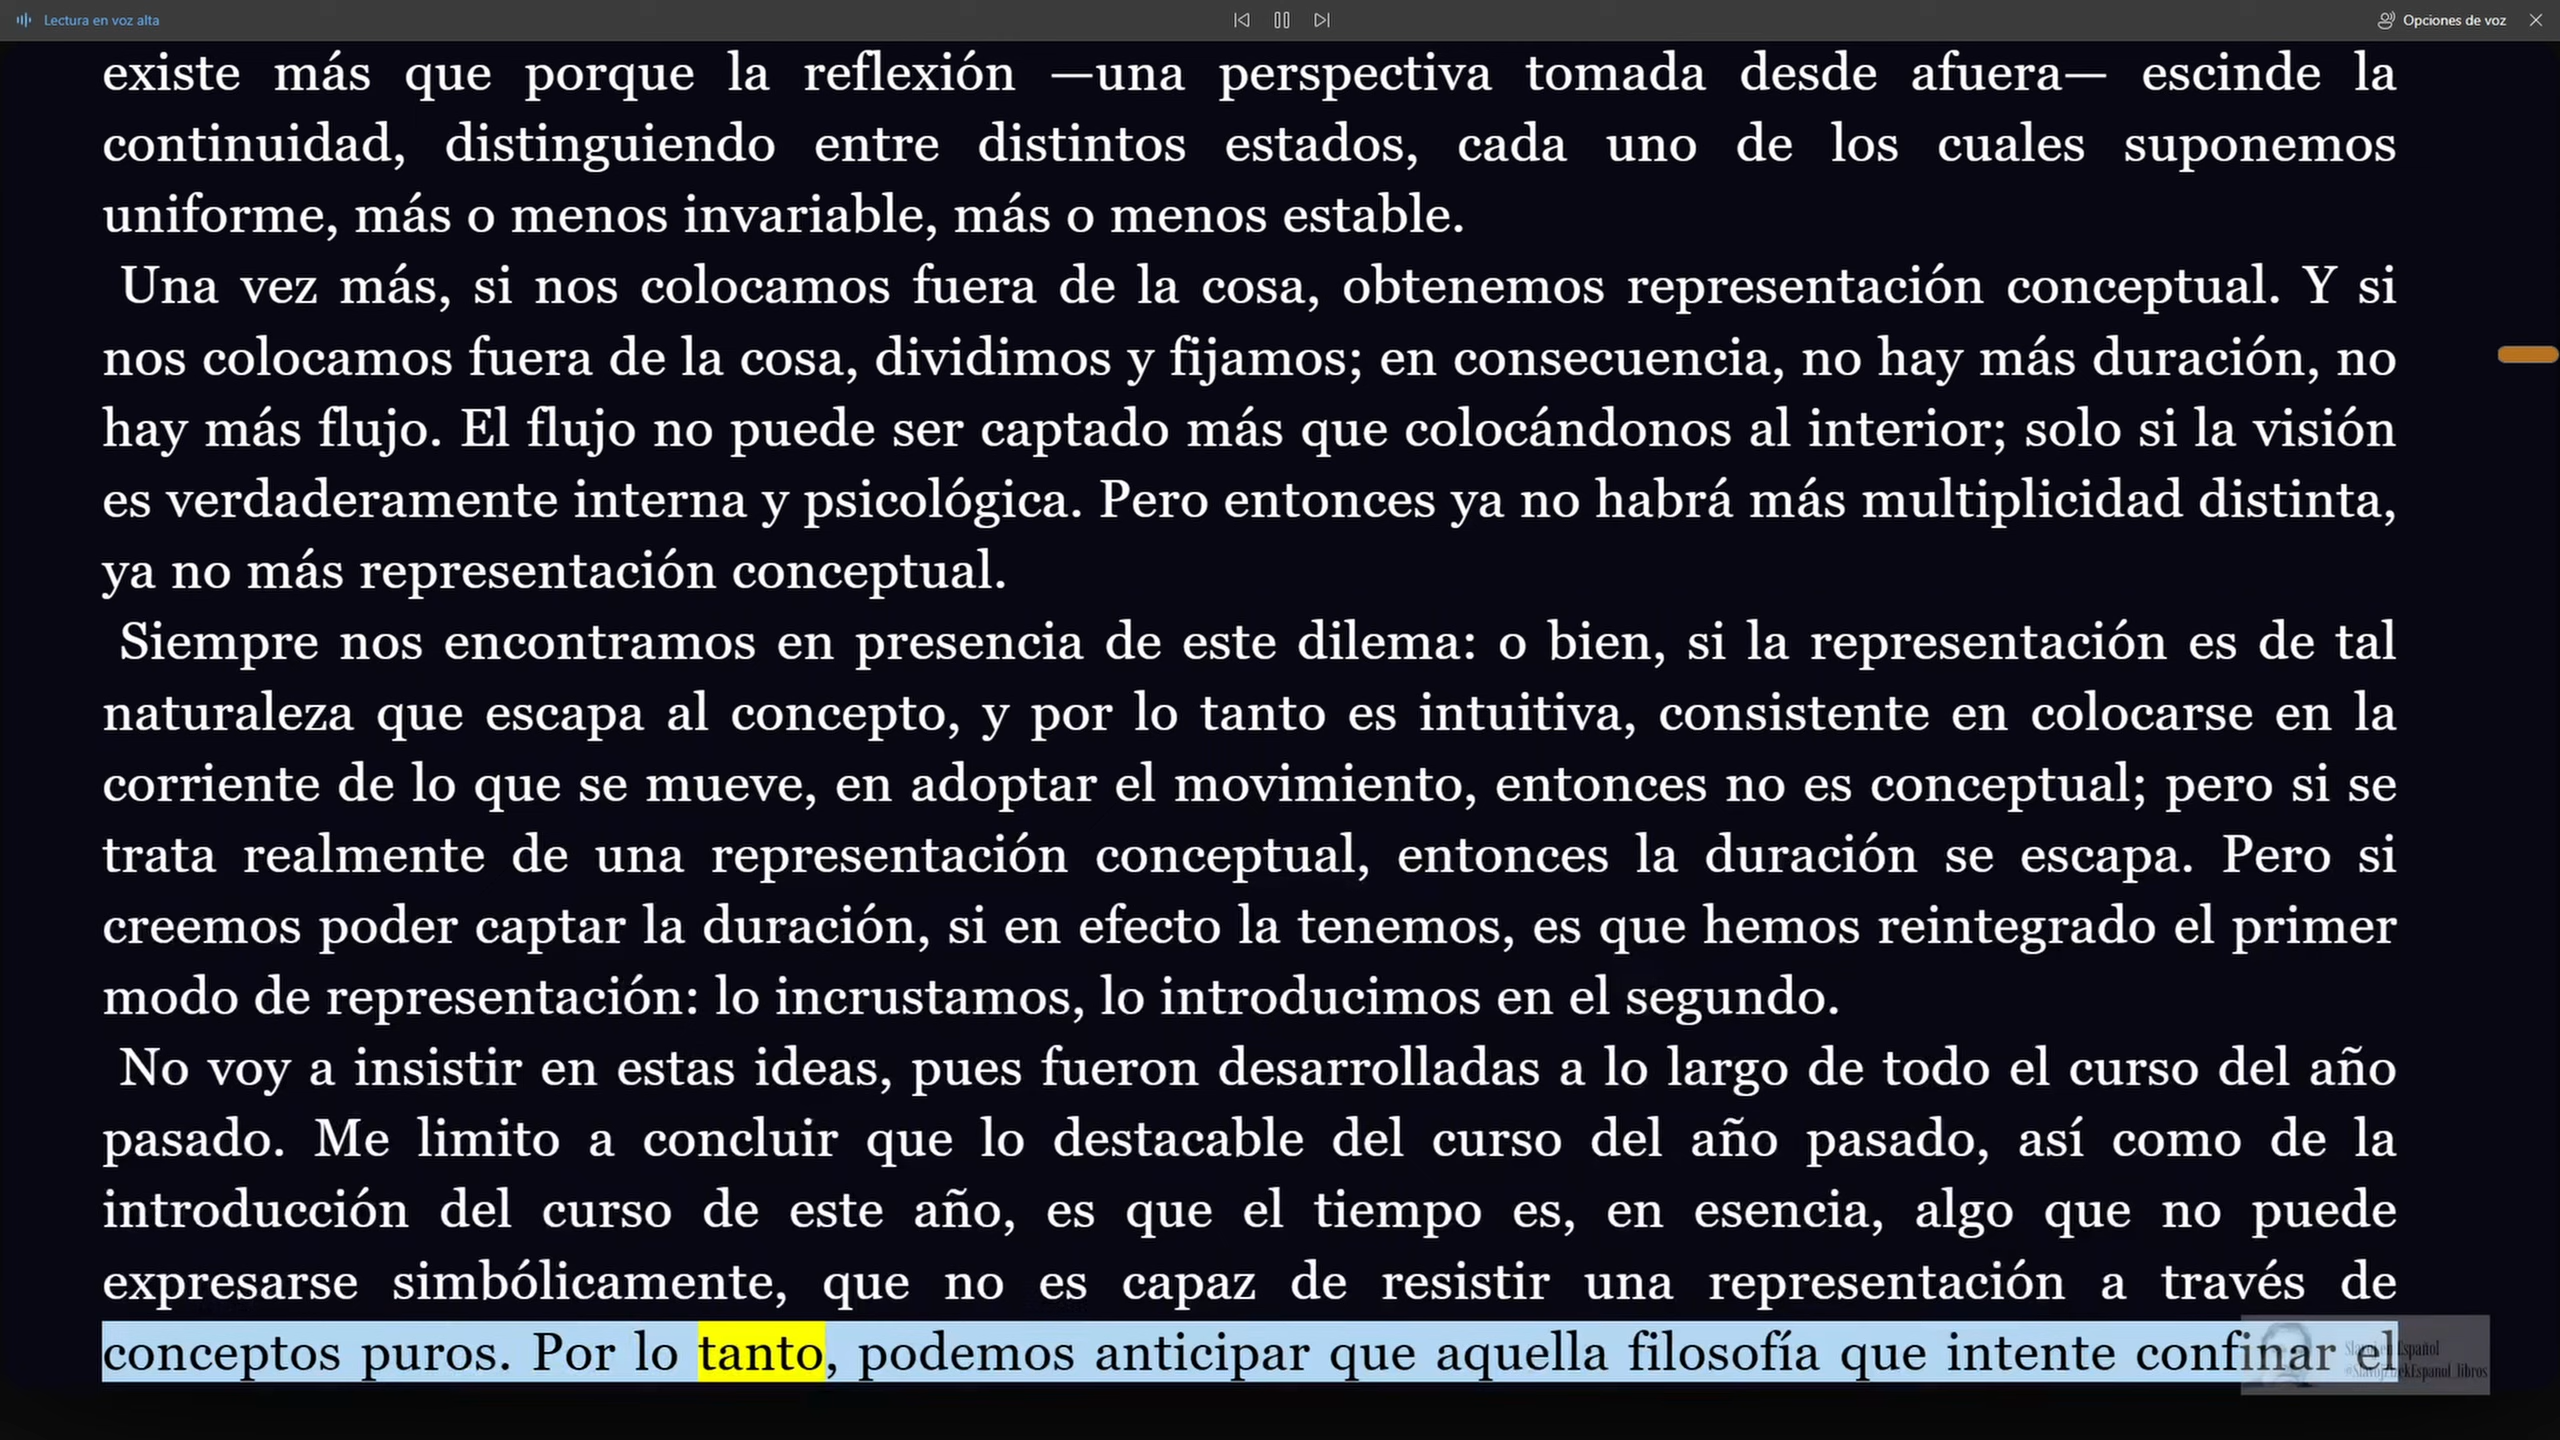 Lectura en voz alta
Opciones de voz
existe más que porque la reflexión —una perspectiva tomada desde afuera— escinde la
continuidad, distinguiendo entre distintos estados, cada uno de los cuales suponemos
uniforme, más o menos invariable, más o menos estable.
Una vez más, si nos colocamos fuera de la cosa, obtenemos representación conceptual. Y si
nos colocamos fuera de la cosa, dividimos y fijamos; en consecuencia, no hay más duración, no
hay más flujo. El flujo no puede ser captado más que colocándonos al interior; solo si la visión
es verdaderamente interna y psicológica. Pero entonces ya no habrá más multiplicidad distinta,
ya no más representación conceptual.
Siempre nos encontramos en presencia de este dilema: o bien, si la representación es de tal
naturaleza que escapa al concepto, y por lo tanto es intuitiva, consistente en colocarse en la
corriente de lo que se mueve, en adoptar el movimiento, entonces no es conceptual; pero si se
trata realmente de una representación conceptual, entonces la duración se escapa. Pero si
creemos poder captar la duración, si en efecto la tenemos, es que hemos reintegrado el primer
modo de representación: lo incrustamos, lo introducimos en el segundo.
No voy a insistir en estas ideas, pues fueron desarrolladas a lo largo de todo el curso del año
pasado. Me limito a concluir que lo destacable del curso del año pasado, así como de la
introducción del curso de este año, es que el tiempo es, en esencia, algo que no puede
expresarse simbólicamente, que no es capaz de resistir una representación a través de
conceptos puros. Por lo tanto, podemos anticipar que aquella filosofía que intente confinar el
Español